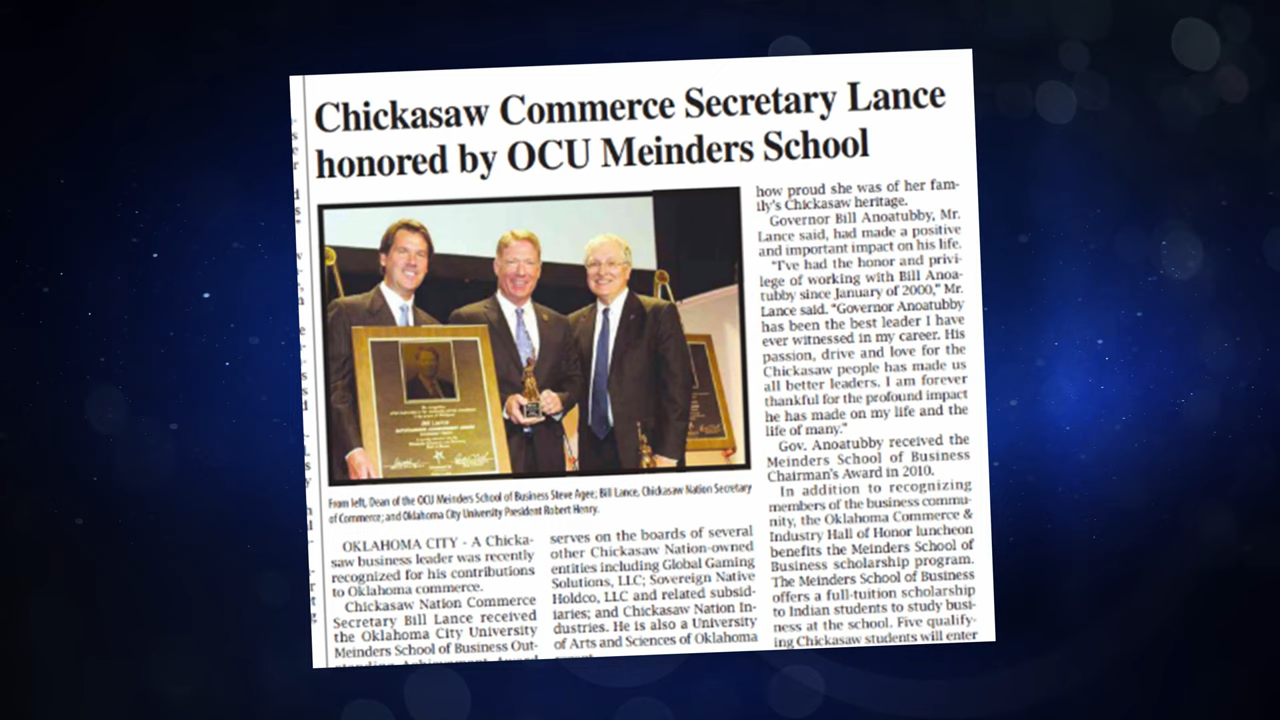 Chickasaw Commerce Secretary Lance
honored by OCU Meinders School
From left, Dean of the OCU Meinders School of Business Steve Agee; Bill Lance, Chickasaw Nation Secretary
of Commerce; and Oklahoma City University President Robert Henry.
OKLAHOMA CITY - A Chicka-
saw business leader was recently
recognized for his contributions
to Oklahoma commerce.
Chickasaw Nation Commerce
Secretary Bill Lance received
the Oklahoma City University
Meinders School of Business Out-
serves on the boards of several
other Chickasaw Nation-owned
entities including Global Gaming
Solutions, LLC; Sovereign Native
Holdco, LLC and related subsid-
iaries; and Chickasaw Nation In-
dustries. He is also a University
of Arts and Sciences of Oklahoma
how proud she was of her fam-
ily's Chickasaw heritage.
Governor Bill Anoatubby, Mr.
Lance said, had made a positive
and important impact on his life.
"I've had the honor and privi-
lege of working with Bill Anoa-
tubby since January of 2000," Mr.
Lance said. "Governor Anoatubby
has been the best leader I have
ever witnessed in my career. His
passion, drive and love for the
Chickasaw people has made us
all better leaders. I am forever
thankful for the profound impact
he has made on my life and the
life of many."
Gov. Anoatubby received the
Meinders School of Business
Chairman's Award in 2010.
In addition to recognizing
members of the business commu-
nity, the Oklahoma Commerce &
Industry Hall of Honor luncheon
benefits the Meinders School of
Business scholarship program.
The Meinders School of Business
offers a full-tuition scholarship
to Indian students to study busi-
ness at the school. Five qualify-
ing Chickasaw students will enter